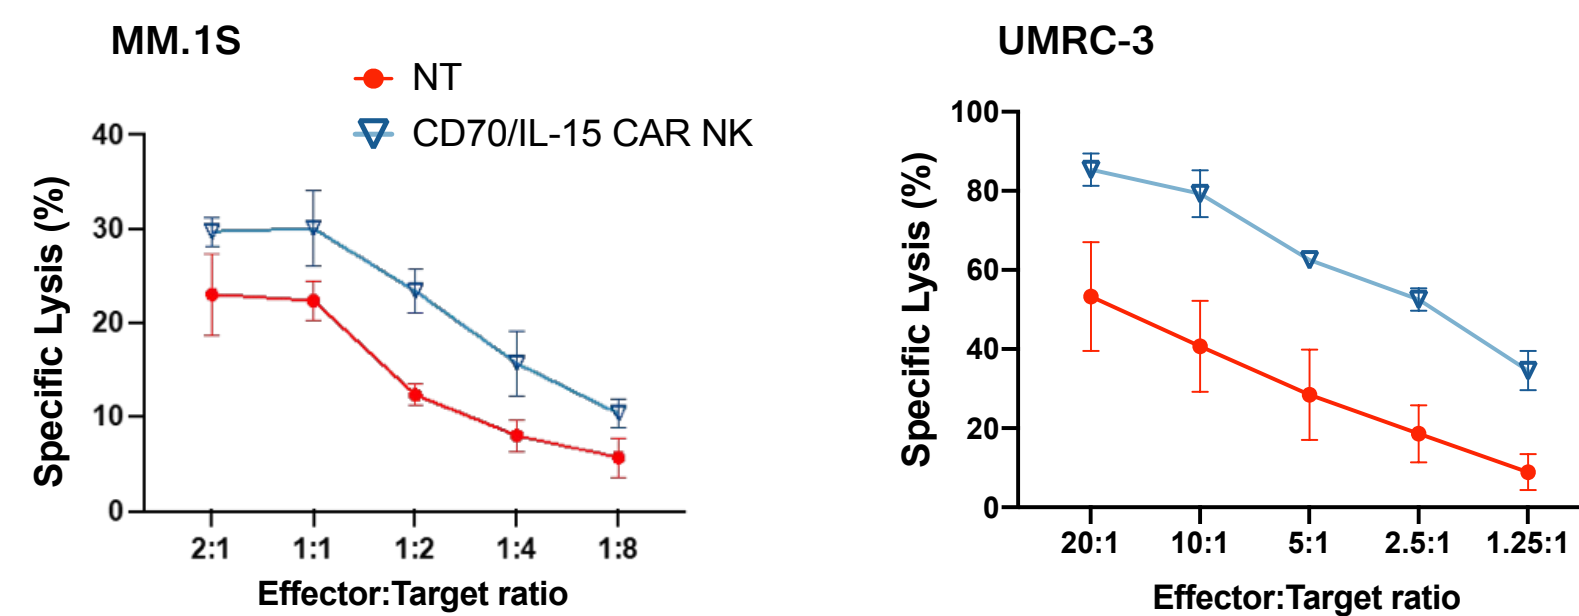 MM.1S
NT
CD70/IL-15 CAR NK
40
30
20
10
0
Specific Lysis (%)
2:1 1:1 1:2 1:4 1:8
Effector:Target ratio
UMRC-3
100
80
60
40
20
0
Specific Lysis (%)
20:1 10:1 5:1 2.5:1 1.25:1
Effector:Target ratio